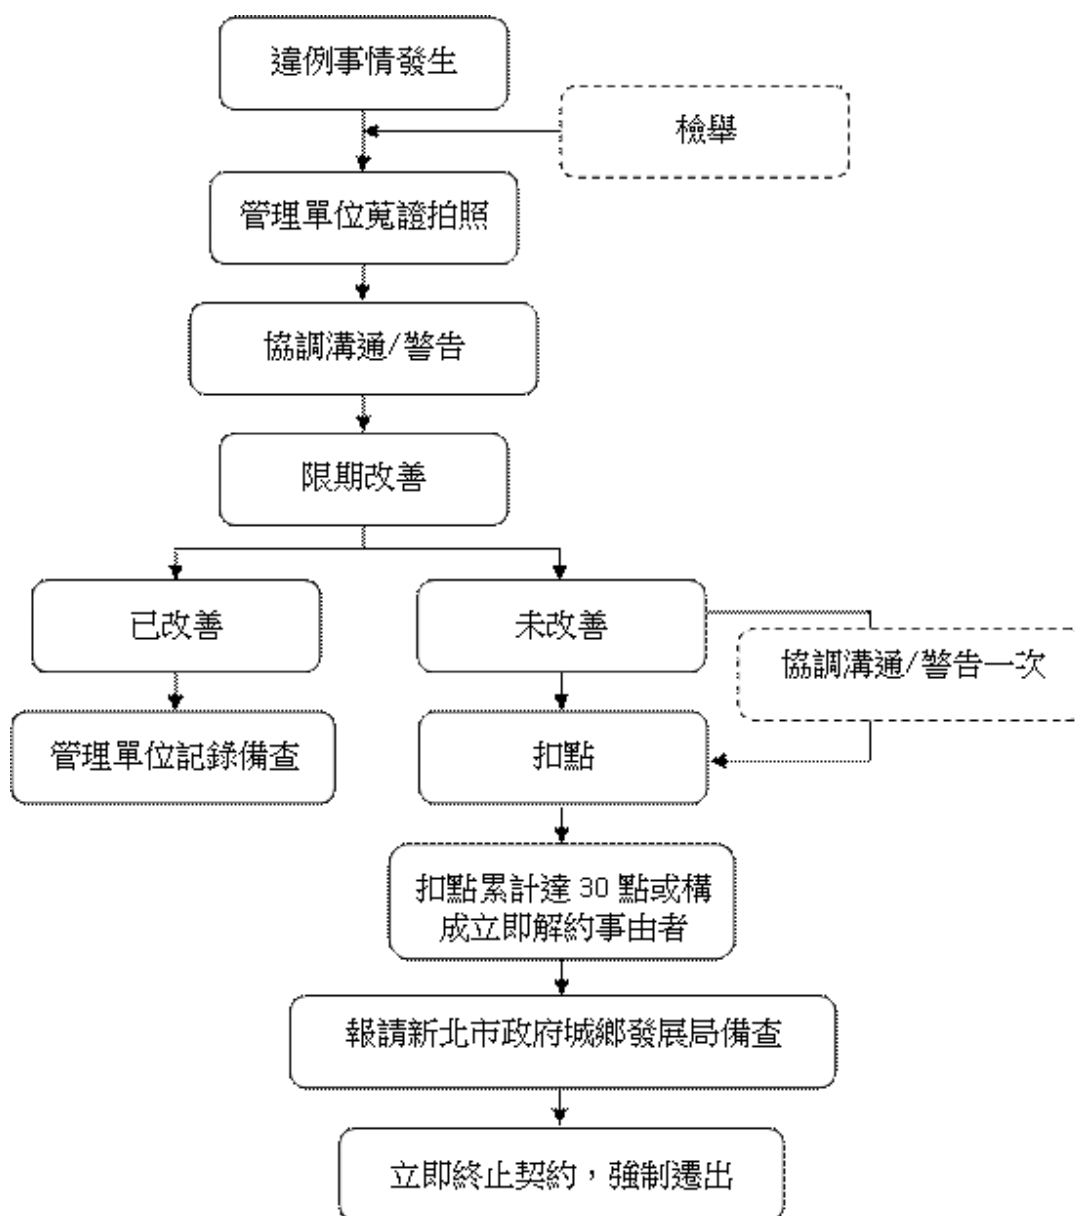 違例事情發生
檢舉
管理單位蒐證拍照
協調溝通/警告
限期改善
已改善
未改善
協調溝通/警告一次
管理單位記錄備查
扣點
扣點累計達 30 點或構
成立即解約事由者
報請新北市政府城鄉發展局備查
立即終止契約，強制遷出